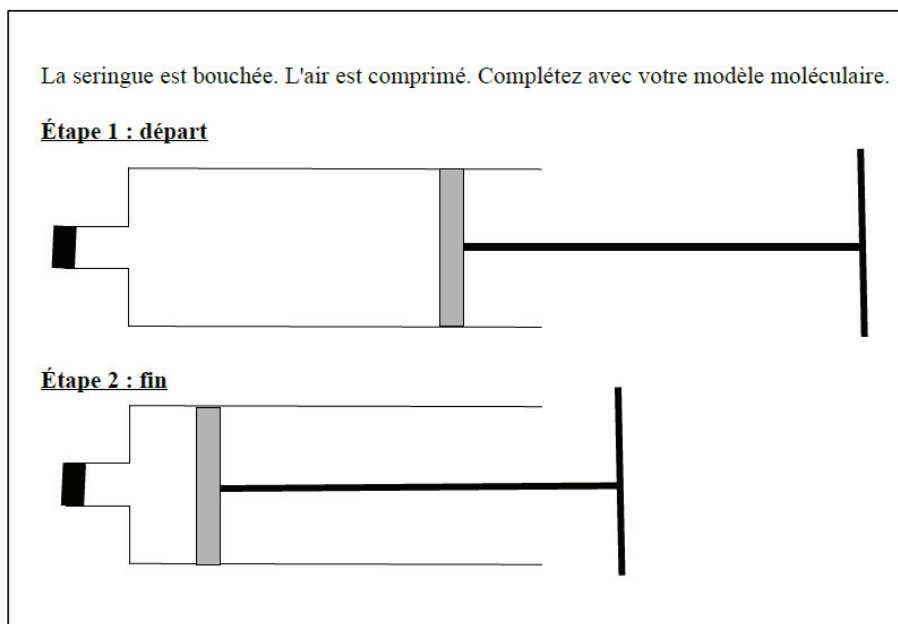 La seringue est bouchée. L'air est comprimé. Complétez avec votre modèle moléculaire.
Étape 1 : départ
Étape 2 : fin